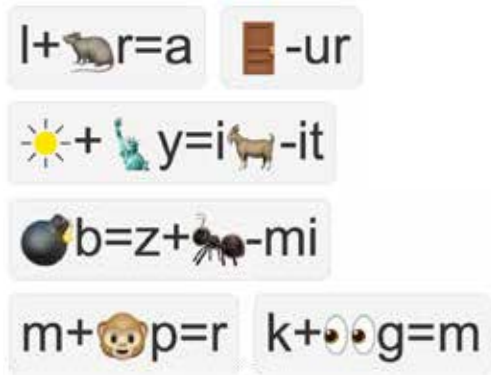 l+🐀r=a 🚪-ur
☀️+🗽y=i🐐-it
💣b=z+🐜-mi
m+🐵p=r k+👀g=m